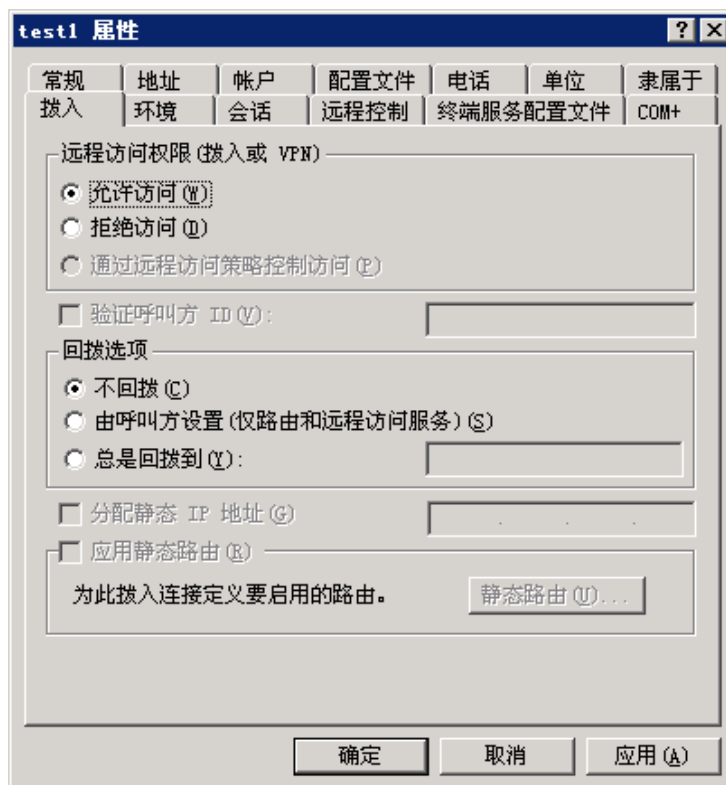 test1 属性
常规 地址 帐户 配置文件 电话 单位 隶属于
拨入 环境 会话 远程控制 终端服务配置文件 COM+
远程访问权限(拨入或 VPN)
允许访问(W)
拒绝访问(D)
通过远程访问策略控制访问(P)
验证呼叫方 ID(V):
回拨选项
不回拨(C)
由呼叫方设置(仅路由和远程访问服务)(S)
总是回拨到(Y):
分配静态 IP 地址(G)
应用静态路由(R)
为此拨入连接定义要启用的路由。 静态路由(U)...
确定 取消 应用(A)